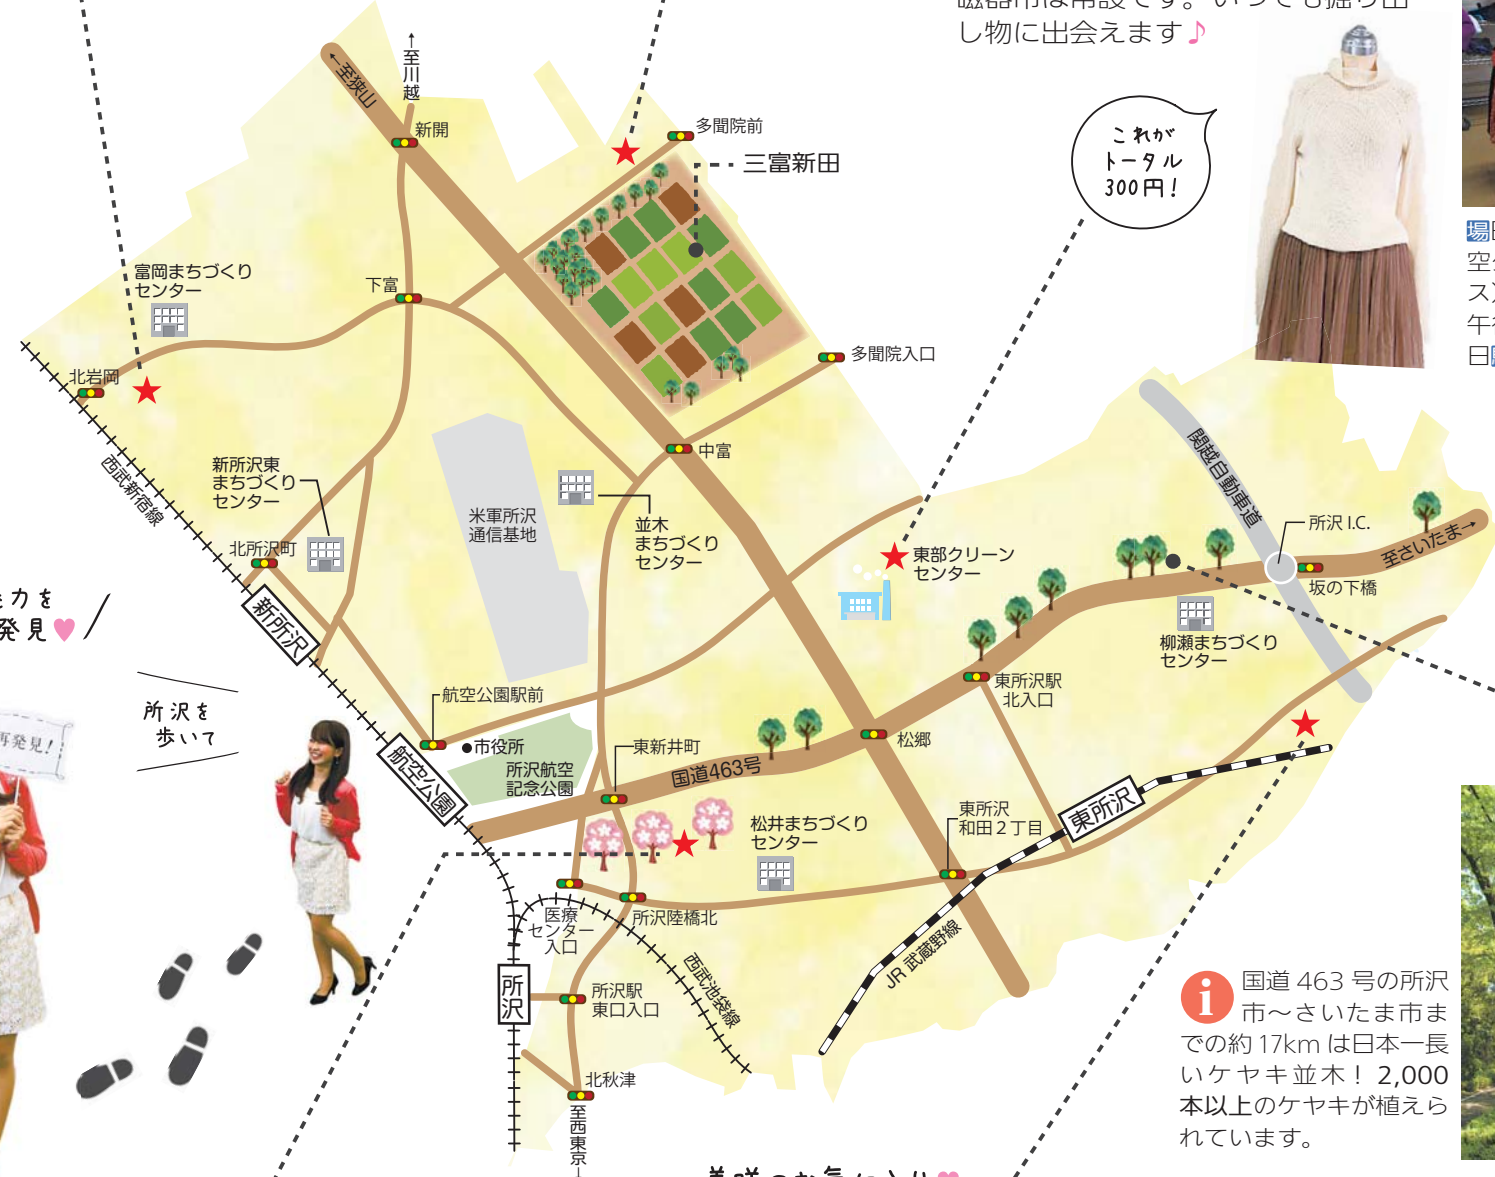 し物に出会えます♪
これが
トータル
300円！
←至狭山
←至川越
新開
多聞院前
三富新田
富岡まちづくり
センター
下富
北岩岡
多聞院入口
中富
西武新宿線
新所沢東
まちづくり
センター
北所沢町
米軍所沢
通信基地
並木
まちづくり
センター
関越自動車道
所沢 I.C.
至さいたま→
坂の下橋
東部クリーン
センター
柳瀬まちづくり
センター
力を
発見♥
新所沢
所沢を
歩いて
再発見！
航空公園駅前
●市役所
所沢航空
記念公園
航空公園
東新井町
国道463号
松郷
東所沢駅
北入口
東所沢
和田２丁目
東所沢
松井まちづくり
センター
医療
センター
入口
所沢陸橋北
所沢
所沢駅
東口入口
西武池袋線
JR 武蔵野線
北秋津
至西東京→
i 国道 463 号の所沢
市～さいたま市ま
での約 17km は日本一長
いケヤキ並木！ 2,000
本以上のケヤキが植えら
れています。
場
空
ス）
午後
日